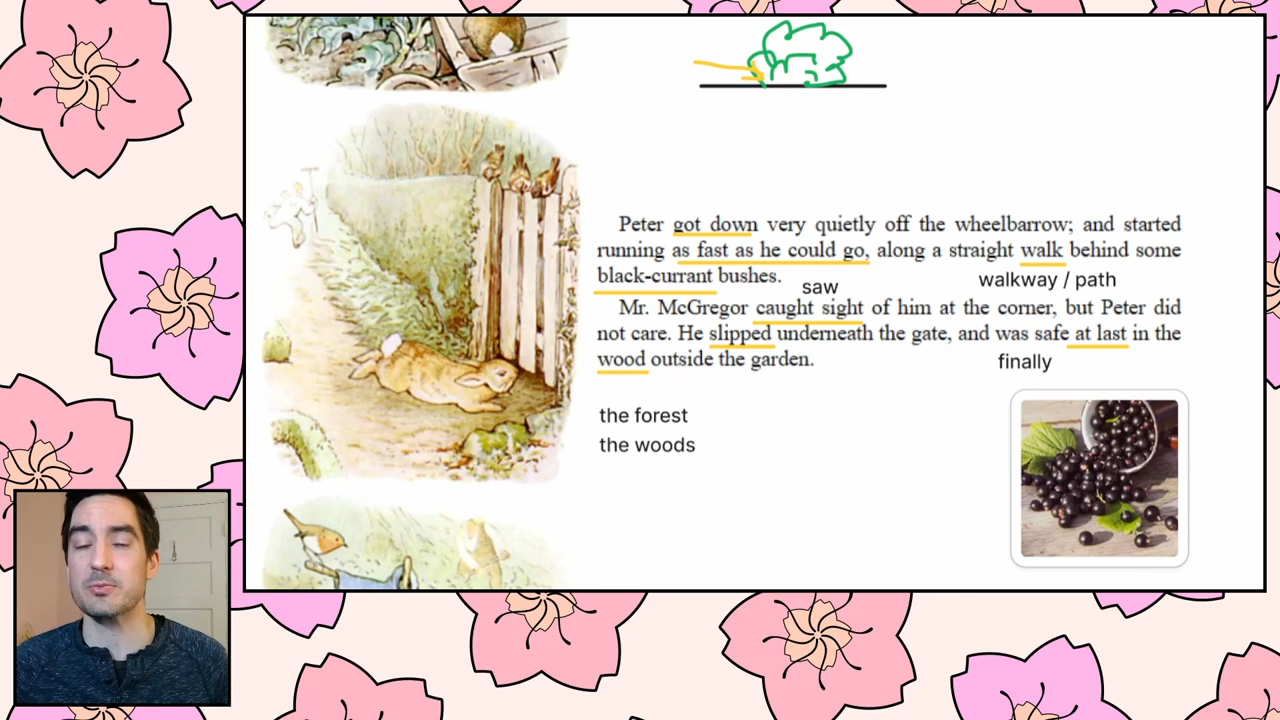 Peter got down very quietly off the wheelbarrow; and started
running as fast as he could go, along a straight walk behind some
black-currant bushes.
saw
walkway / path
Mr. McGregor caught sight of him at the corner, but Peter did
not care. He slipped underneath the gate, and was safe at last in the
wood outside the garden.
finally
the forest
the woods